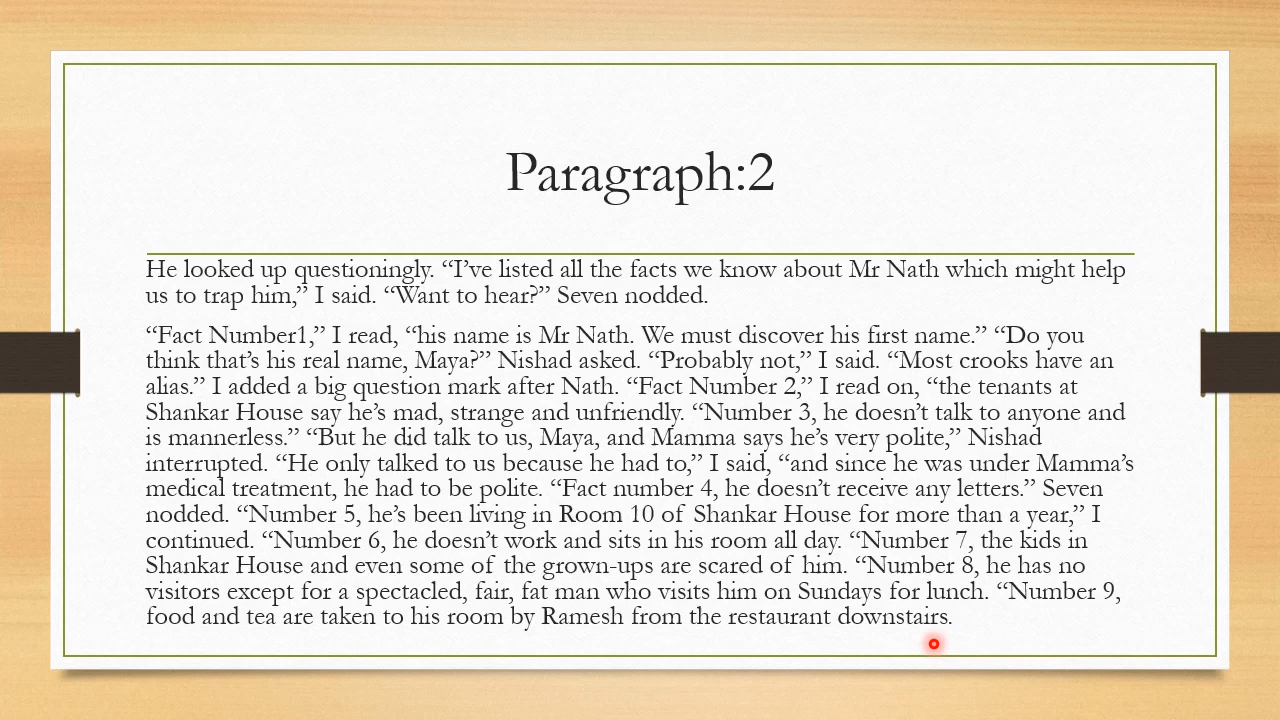 Paragraph:2
He looked up questioningly. “I’ve listed all the facts we know about Mr Nath which might help
us to trap him,” I said. “Want to hear?” Seven nodded.
“Fact Number1,” I read, “his name is Mr Nath. We must discover his first name.” “Do you
think that’s his real name, Maya?” Nishad asked. “Probably not,” I said. “Most crooks have an
alias.” I added a big question mark after Nath. “Fact Number 2,” I read on, “the tenants at
Shankar House say he’s mad, strange and unfriendly. “Number 3, he doesn’t talk to anyone and
is mannerless.” “But he did talk to us, Maya, and Mamma says he’s very polite,” Nishad
interrupted. “He only talked to us because he had to,” I said, “and since he was under Mamma’s
medical treatment, he had to be polite. “Fact number 4, he doesn’t receive any letters.” Seven
nodded. “Number 5, he’s been living in Room 10 of Shankar House for more than a year,” I
continued. “Number 6, he doesn’t work and sits in his room all day. “Number 7, the kids in
Shankar House and even some of the grown-ups are scared of him. “Number 8, he has no
visitors except for a spectacled, fair, fat man who visits him on Sundays for lunch. “Number 9,
food and tea are taken to his room by Ramesh from the restaurant downstairs.